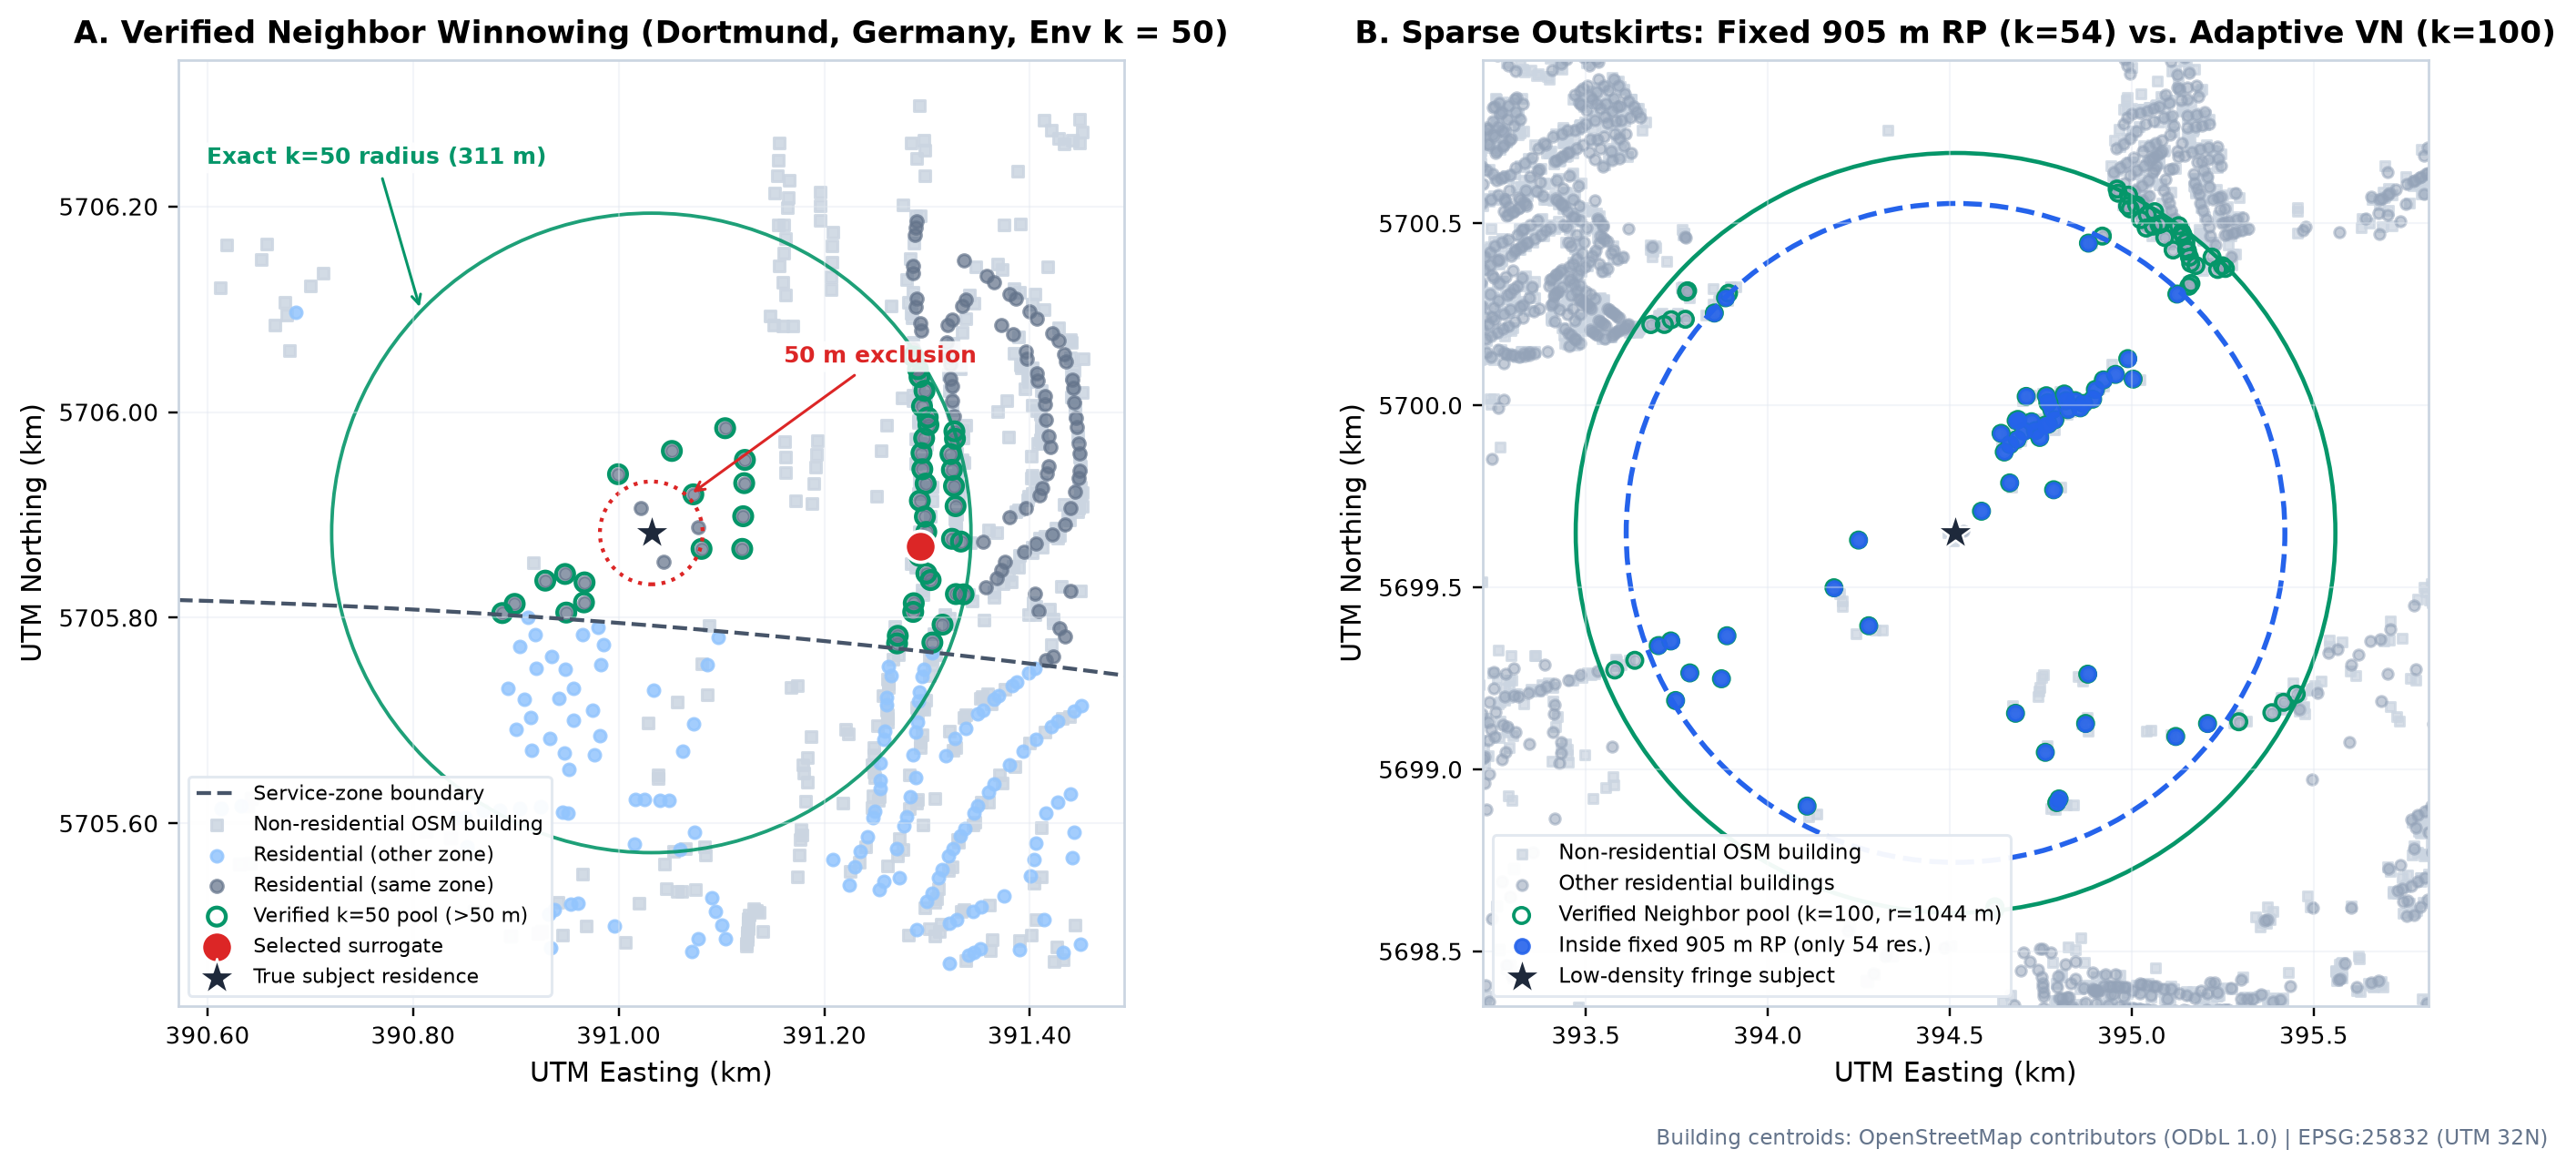 A. Verified Neighbor Winnowing (Dortmund, Germany, Env k = 50)
Exact k=50 radius (311 m)
50 m exclusion
5706.20
5706.00
5705.80
5705.60
UTM Northing (km)
Service-zone boundary
Non-residential OSM building
Residential (other zone)
Residential (same zone)
Verified k=50 pool (>50 m)
Selected surrogate
True subject residence
390.60
390.80
391.00
391.20
391.40
UTM Easting (km)
B. Sparse Outskirts: Fixed 905 m RP (k=54) vs. Adaptive VN (k=100)
5700.5
5700.0
5699.5
5699.0
5698.5
UTM Northing (km)
Non-residential OSM building
Other residential buildings
Verified Neighbor pool (k=100, r=1044 m)
Inside fixed 905 m RP (only 54 res.)
Low-density fringe subject
393.5
394.0
394.5
395.0
395.5
UTM Easting (km)
Building centroids: OpenStreetMap contributors (ODbL 1.0) | EPSG:25832 (UTM 32N)